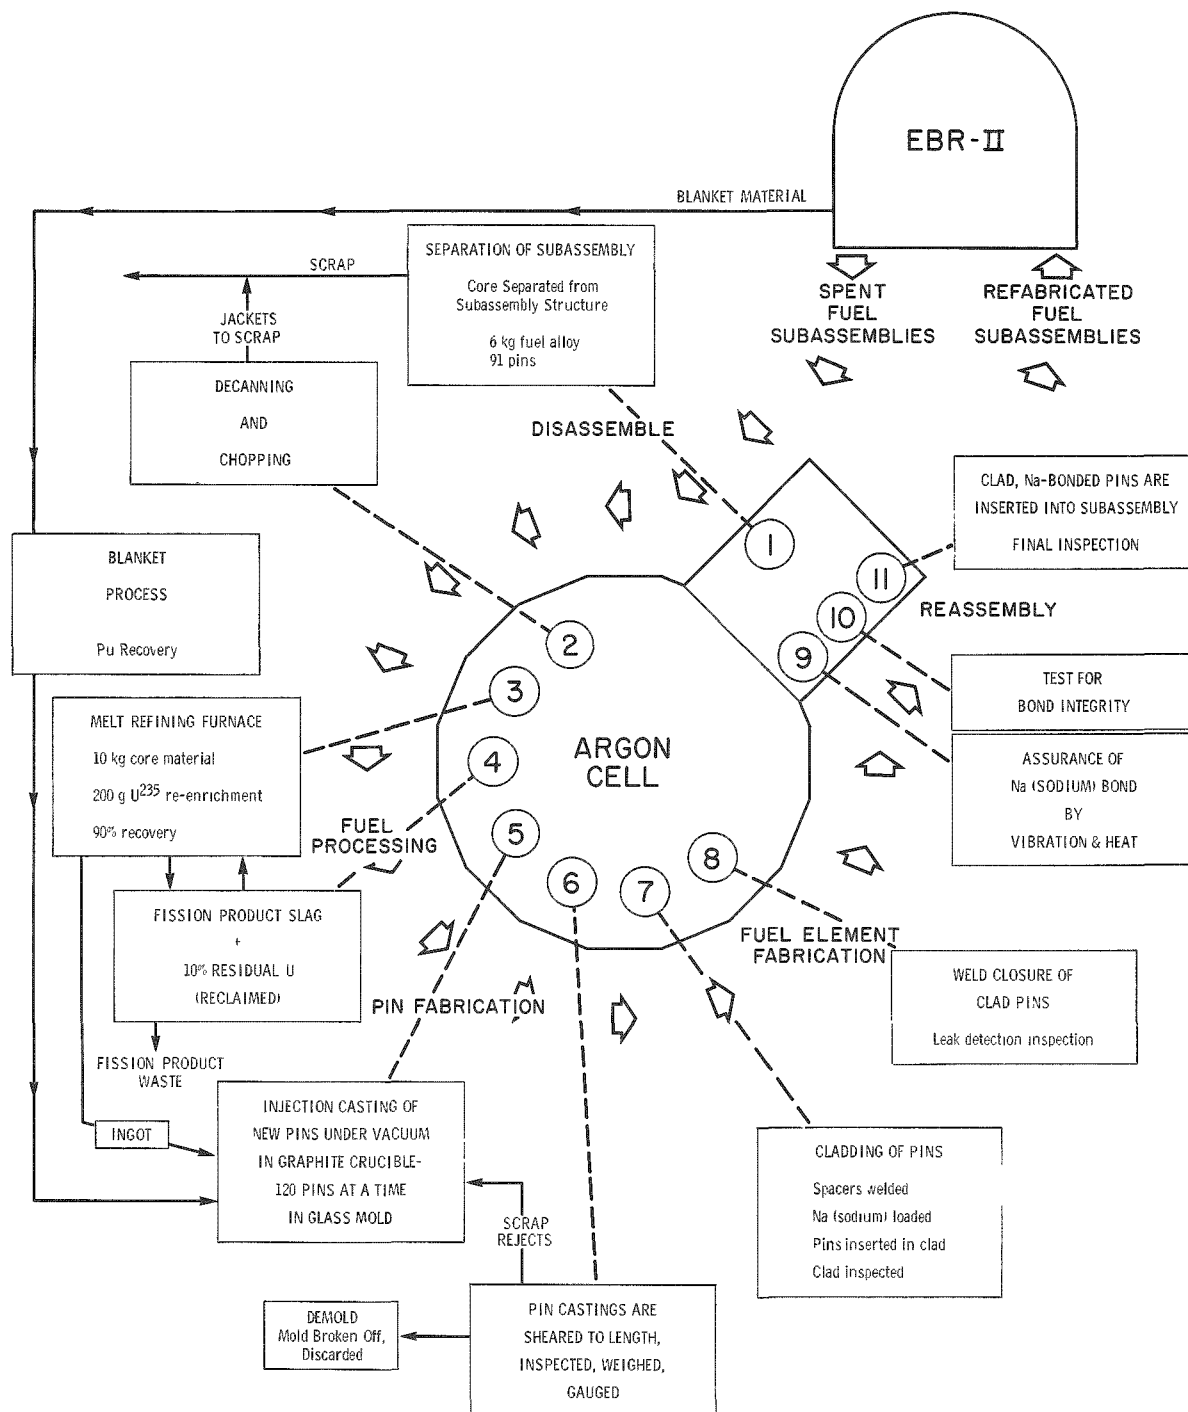 EBR-II
BLANKET MATERIAL
SPENT
FUEL
SUBASSEMBLIES
REFABRICATED
FUEL
SUBASSEMBLIES
SEPARATION OF SUBASSEMBLY
Core Separated from
Subassembly Structure
6 kg fuel alloy
91 pins
SCRAP
JACKETS
TO SCRAP
DECANNING
AND
CHOPPING
DISASSEMBLE
CLAD, Na-BONDED PINS ARE
INSERTED INTO SUBASSEMBLY
FINAL INSPECTION
BLANKET
PROCESS
Pu Recovery
1
11
10
9
REASSEMBLY
2
3
4
5
6
7
8
ARGON
CELL
TEST FOR
BOND INTEGRITY
MELT REFINING FURNACE
10 kg core material
200 g U235 re-enrichment
90% recovery
ASSURANCE OF
Na (SODIUM) BOND
BY
VIBRATION & HEAT
FUEL
PROCESSING
FISSION PRODUCT SLAG
+
10% RESIDUAL U
(RECLAIMED)
FUEL ELEMENT
FABRICATION
WELD CLOSURE OF
CLAD PINS
Leak detection inspection
PIN FABRICATION
FISSION PRODUCT
WASTE
INGOT
INJECTION CASTING OF
NEW PINS UNDER VACUUM
IN GRAPHITE CRUCIBLE-
120 PINS AT A TIME
IN GLASS MOLD
CLADDING OF PINS
Spacers welded
Na (sodium) loaded
Pins inserted in clad
Clad inspected
SCRAP
REJECTS
DEMOLD
Mold Broken Off,
Discarded
PIN CASTINGS ARE
SHEARED TO LENGTH,
INSPECTED, WEIGHED,
GAUGED